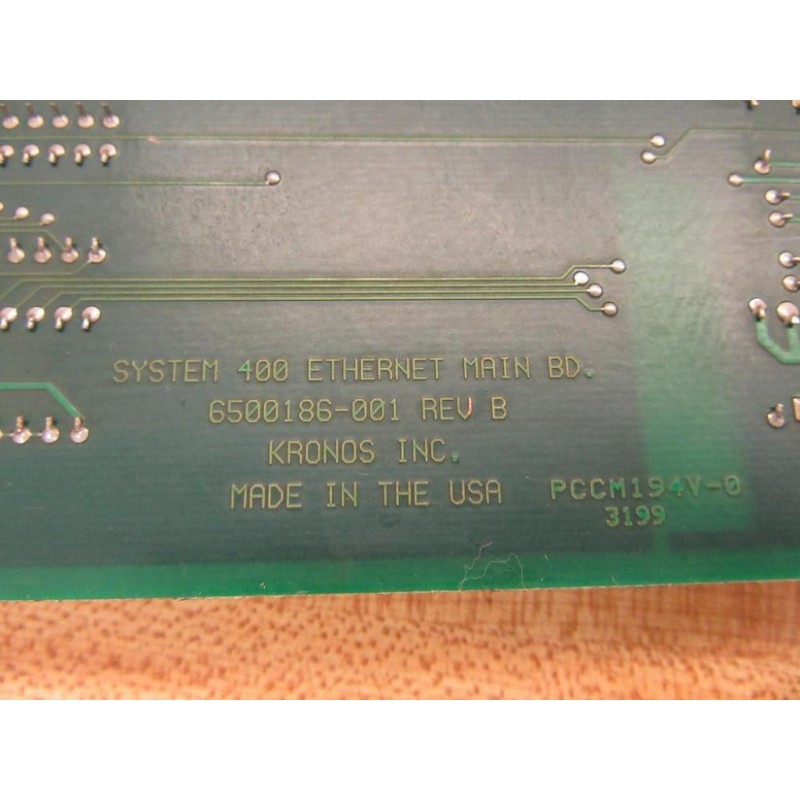 SYSTEM 400 ETHERNET MAIN BD.
6500186-001 REV B
KRONOS INC.
MADE IN THE USA PCCM194V-0
3199